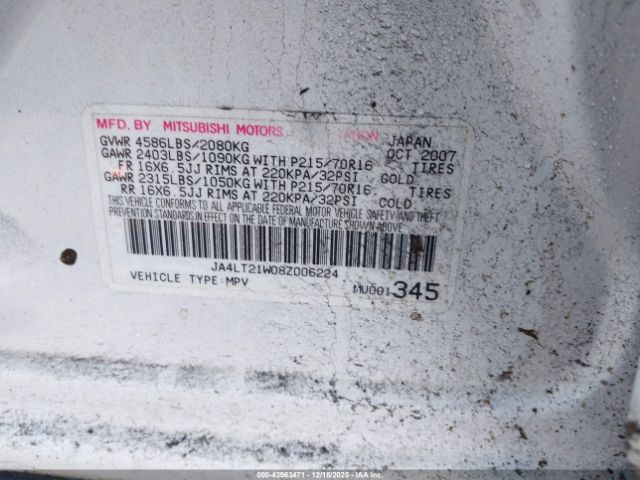 MFD. BY MITSUBISHI MOTORS JAPAN
GVWR 4586LBS/2080KG OCT 2007
GAWR 2403LBS/1090KG WITH P215/70R16 TIRES
FR 16X6.5JJ RIMS AT 220KPA/32PSI COLD
GAWR 2315LBS/1050KG WITH P215/70R16 TIRES
RR 16X6.5JJ RIMS AT 220KPA/32PSI COLD
THIS VEHICLE CONFORMS TO ALL APPLICABLE FEDERAL MOTOR VEHICLE SAFETY AND THEFT
PREVENTION STANDARDS IN EFFECT ON THE DATE OF MANUFACTURE SHOWN ABOVE.
JA4LT21W08Z006224
VEHICLE TYPE:MPV MU001345
000-43963471 - 12/18/2025 - IAAI.CA